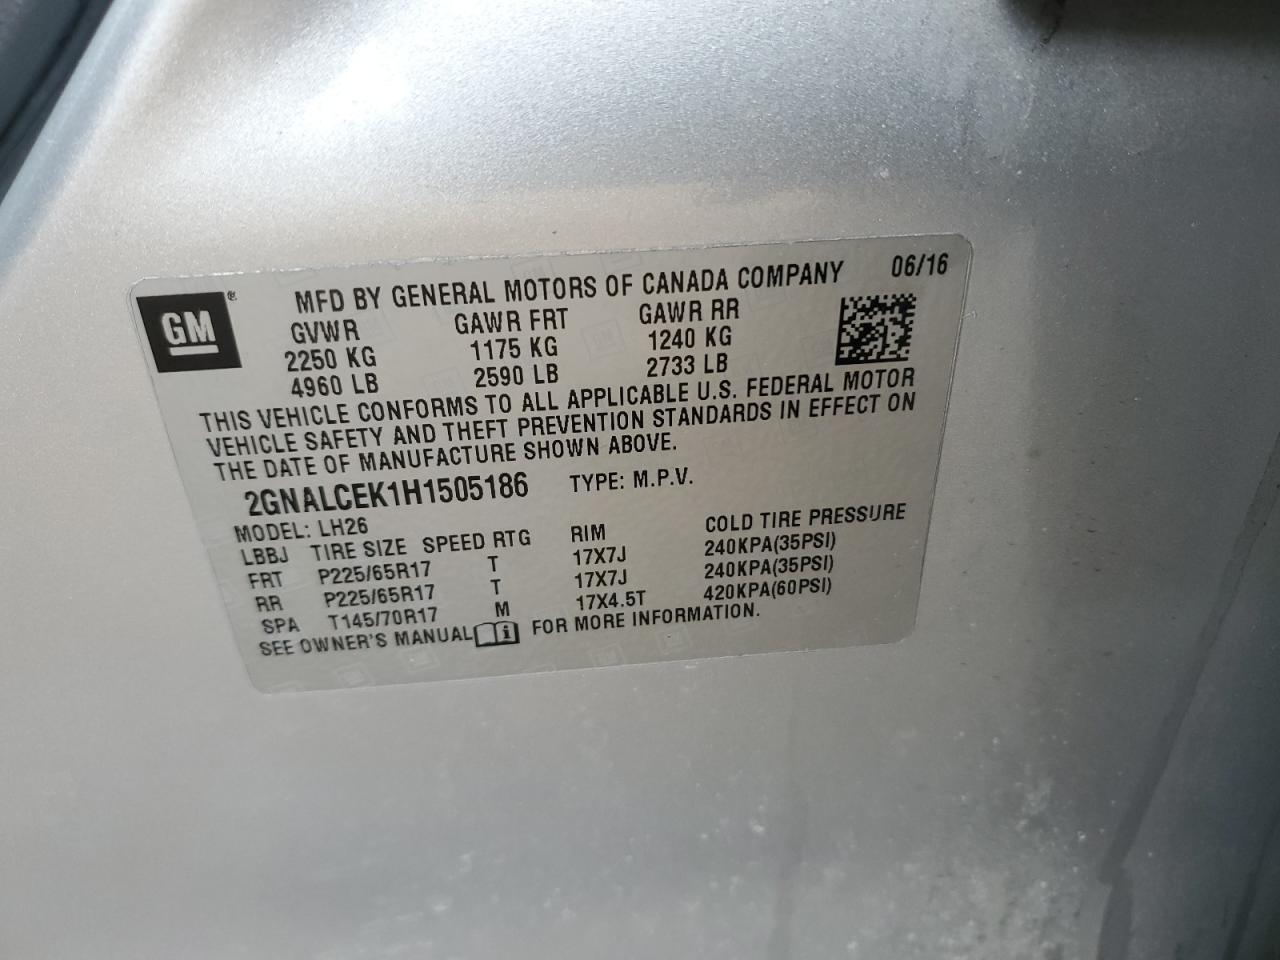 GM®
MFD BY GENERAL MOTORS OF CANADA COMPANY 06/16
GVWR GAWR FRT GAWR RR
2250 KG 1175 KG 1240 KG
4960 LB 2590 LB 2733 LB
THIS VEHICLE CONFORMS TO ALL APPLICABLE U.S. FEDERAL MOTOR
VEHICLE SAFETY AND THEFT PREVENTION STANDARDS IN EFFECT ON
THE DATE OF MANUFACTURE SHOWN ABOVE.
2GNALCEK1H1505186 TYPE: M.P.V.
MODEL: LH26
LBBJ TIRE SIZE SPEED RTG RIM COLD TIRE PRESSURE
FRT P225/65R17 T 17X7J 240KPA(35PSI)
RR P225/65R17 T 17X7J 240KPA(35PSI)
SPA T145/70R17 M 17X4.5T 420KPA(60PSI)
SEE OWNER'S MANUAL i FOR MORE INFORMATION.